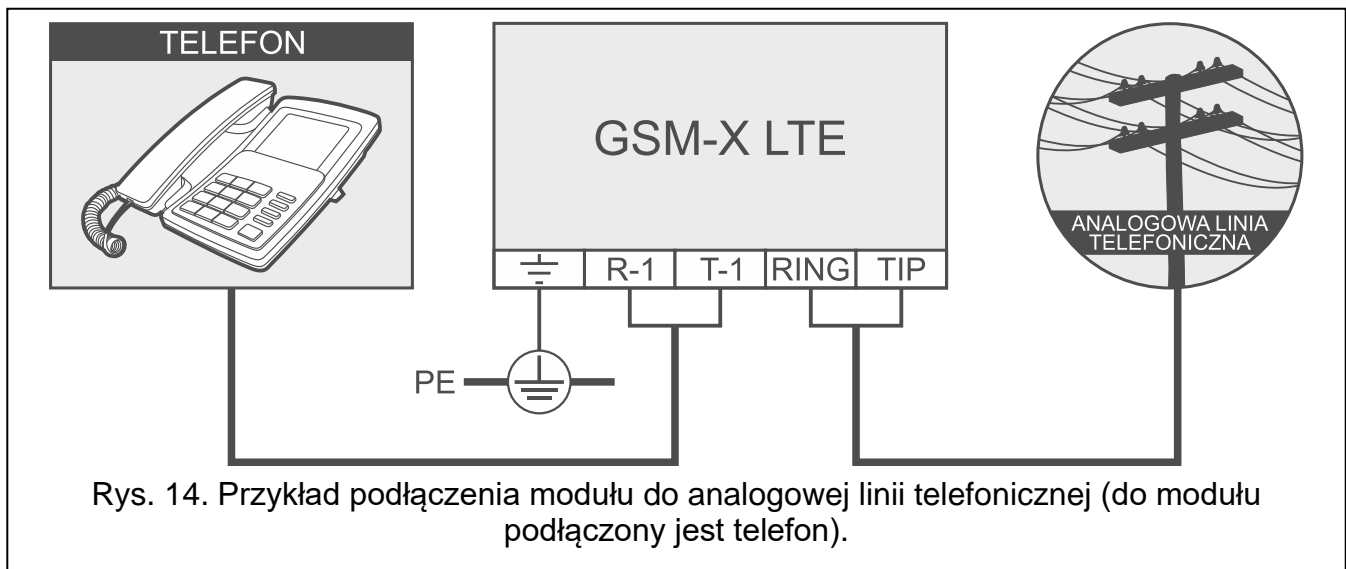 TELEFON
GSM-X LTE
R-1 T-1 RING TIP
ANALOGOWA LINIA
TELEFONICZNA
PE
Rys. 14. Przykład podłączenia modułu do analogowej linii telefonicznej (do modułu
podłączony jest telefon).